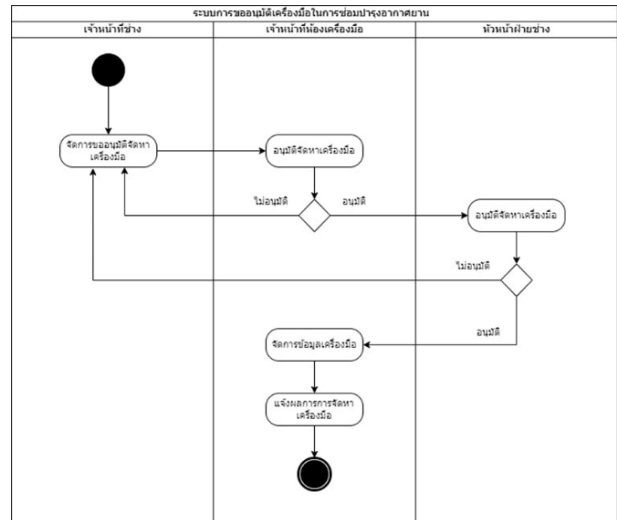 ระบบการขออนุมัติเครื่องมือในการซ่อมบำรุงอากาศยาน
เจ้าหน้าที่ช่าง
เจ้าหน้าที่ห้องเครื่องมือ
หัวหน้าฝ่ายช่าง
จัดการขออนุมัติจัดหา
เครื่องมือ
อนุมัติจัดหาเครื่องมือ
ไม่อนุมัติ
อนุมัติ
อนุมัติจัดหาเครื่องมือ
ไม่อนุมัติ
อนุมัติ
จัดการข้อมูลเครื่องมือ
แจ้งผลการการจัดหา
เครื่องมือ